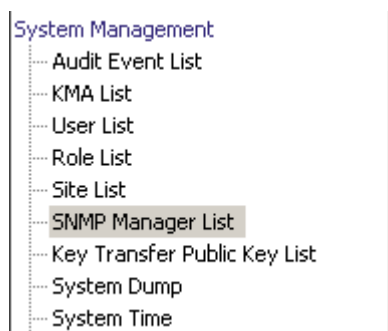 System Management
Audit Event List
KMA List
User List
Role List
Site List
SNMP Manager List
Key Transfer Public Key List
System Dump
System Time